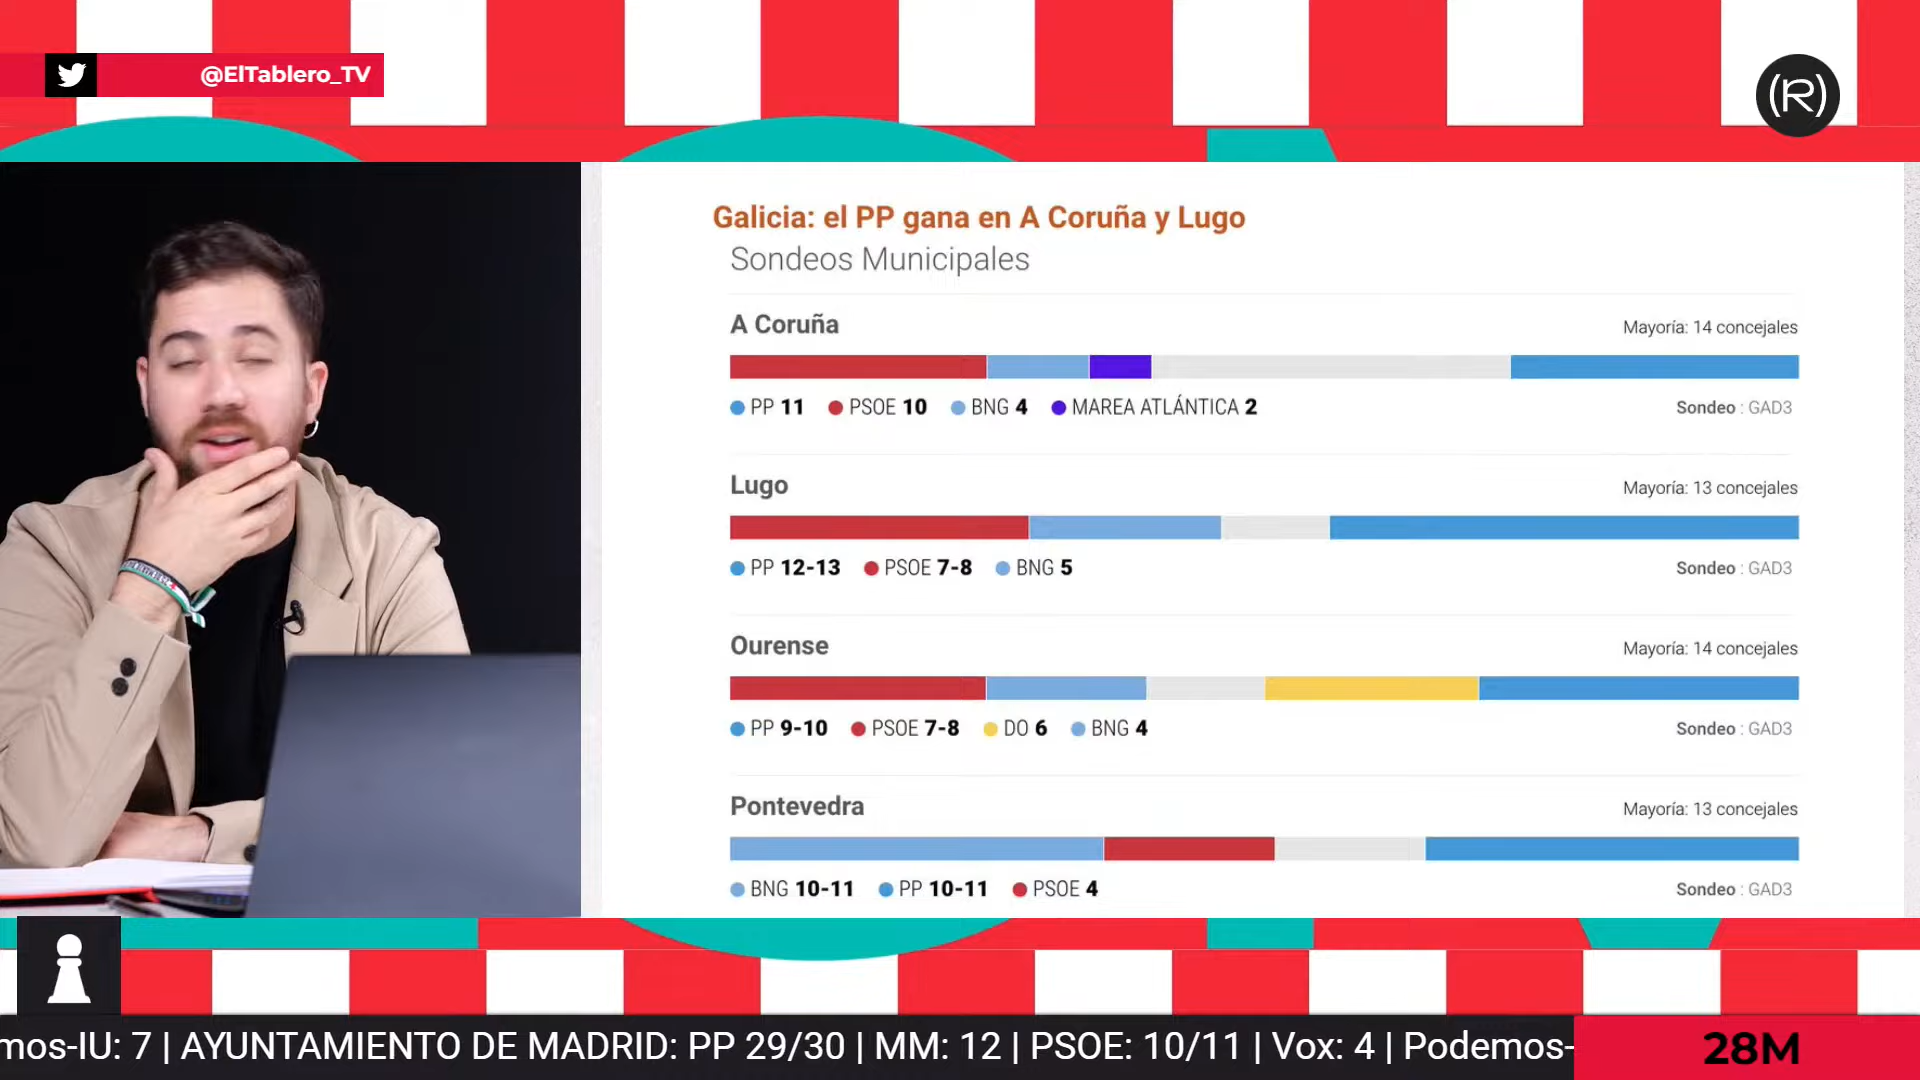 @ElTablero_TV
(R)
Galicia: el PP gana en A Coruña y Lugo
Sondeos Municipales
A Coruña
Mayoría: 14 concejales
PP 11 PSOE 10 BNG 4 MAREA ATLÁNTICA 2
Sondeo : GAD3
Lugo
Mayoría: 13 concejales
PP 12-13 PSOE 7-8 BNG 5
Sondeo : GAD3
Ourense
Mayoría: 14 concejales
PP 9-10 PSOE 7-8 DO 6 BNG 4
Sondeo : GAD3
Pontevedra
Mayoría: 13 concejales
BNG 10-11 PP 10-11 PSOE 4
Sondeo : GAD3
mos-IU: 7 | AYUNTAMIENTO DE MADRID: PP 29/30 | MM: 12 | PSOE: 10/11 | Vox: 4 | Podemos-
28M